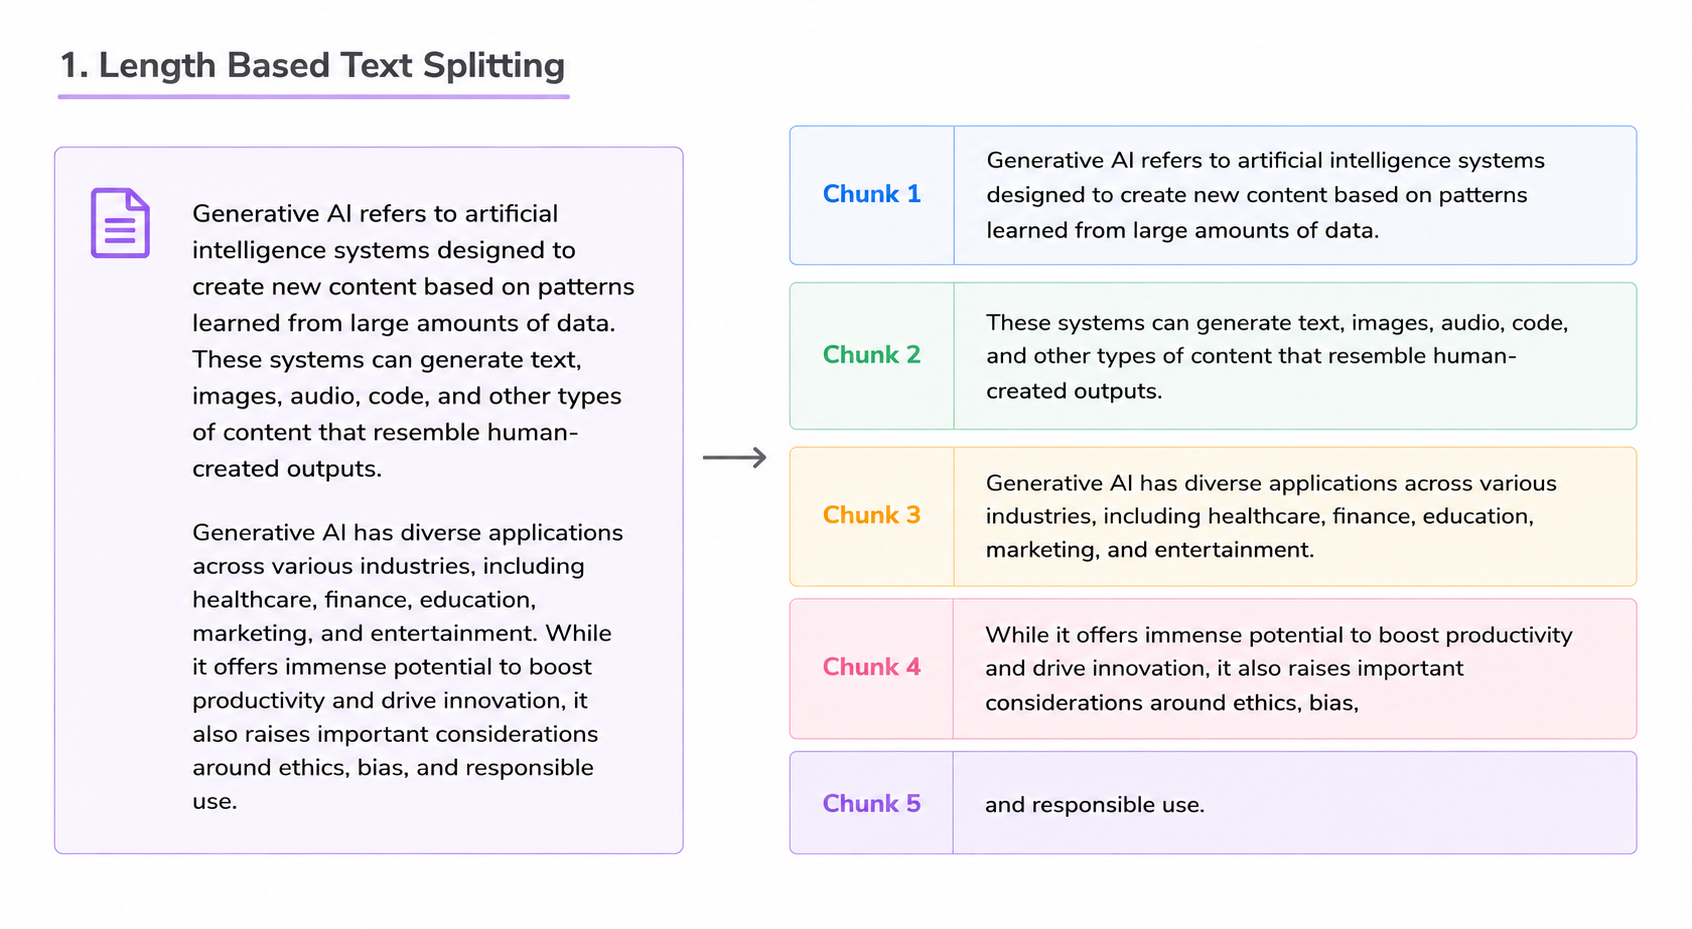 1. Length Based Text Splitting
Generative AI refers to artificial
intelligence systems designed to
create new content based on patterns
learned from large amounts of data.
These systems can generate text,
images, audio, code, and other types
of content that resemble human-
created outputs.
Generative AI has diverse applications
across various industries, including
healthcare, finance, education,
marketing, and entertainment. While
it offers immense potential to boost
productivity and drive innovation, it
also raises important considerations
around ethics, bias, and responsible
use.
Chunk 1
Generative AI refers to artificial intelligence systems
designed to create new content based on patterns
learned from large amounts of data.
Chunk 2
These systems can generate text, images, audio, code,
and other types of content that resemble human-
created outputs.
Chunk 3
Generative AI has diverse applications across various
industries, including healthcare, finance, education,
marketing, and entertainment.
Chunk 4
While it offers immense potential to boost productivity
and drive innovation, it also raises important
considerations around ethics, bias,
Chunk 5
and responsible use.